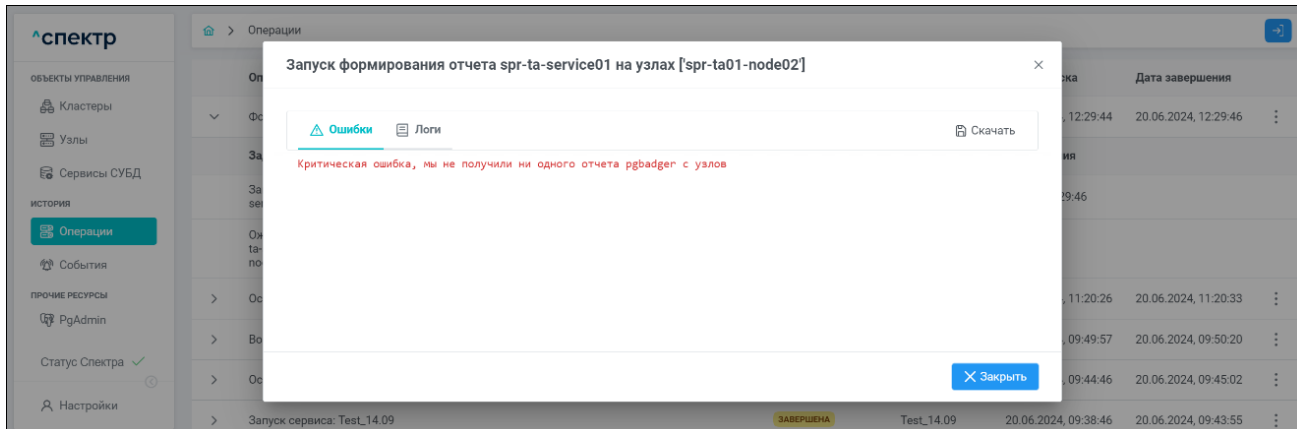 ^спектр
Операции
ОБЪЕКТЫ УПРАВЛЕНИЯ
Кластеры
Узлы
Сервисы СУБД
ИСТОРИЯ
Операции
События
ПРОЧИЕ РЕСУРСЫ
PgAdmin
Статус Спектра
Настройки
Запуск формирования отчета spr-ta-service01 на узлах ['spr-ta01-node02']
Ошибки Логи Скачать
Критическая ошибка, мы не получили ни одного отчета pgbadger с узлов
Закрыть
Дата завершения
12:29:44 20.06.2024, 12:29:46
29:46
11:20:26 20.06.2024, 11:20:33
09:49:57 20.06.2024, 09:50:20
09:44:46 20.06.2024, 09:45:02
Запуск сервиса: Test_14.09 ЗАВЕРШЕНА Test_14.09 20.06.2024, 09:38:46 20.06.2024, 09:43:55